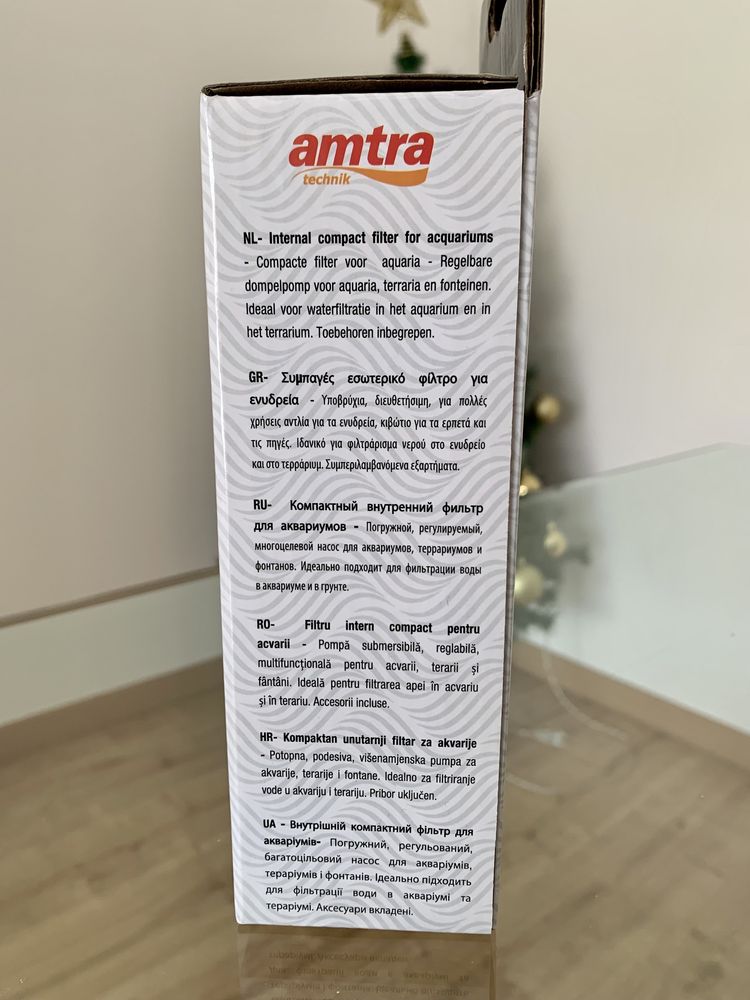 amtra
technik
NL- Internal compact filter for acquariums
- Compacte filter voor aquaria - Regelbare
dompelpomp voor aquaria, terraria en fonteinen.
Ideaal voor waterfiltratie in het aquarium en in
het terrarium. Toebehoren inbegrepen.
GR- Συμπαγές εσωτερικό φίλτρο για
ενυδρεία - Υποβρύχια, διευθετήσιμη, για πολλές
χρήσεις αντλία για τα ενυδρεία, κιβώτιο για τα ερπετά και
τις πηγές. Ιδανικό για φιλτράρισμα νερού στο ενυδρείο
και στο τερράριυμ. Συμπεριλαμβανόμενα εξαρτήματα.
RU- Компактный внутренний фильтр
для аквариумов - Погружной, регулируемый,
многоцелевой насос для аквариумов, террариумов и
фонтанов. Идеально подходит для фильтрации воды
в аквариуме и в грунте.
RO- Filtru intern compact pentru
acvarii - Pompă submersibilă, reglabilă,
multifuncțională pentru acvarii, terarii și
fântâni. Ideală pentru filtrarea apei în acvariu
și în terariu. Accesorii incluse.
HR- Kompaktan unutarnji filtar za akvarije
- Potopna, podesiva, višenamjenska pumpa za
akvarije, terarije i fontane. Idealno za filtriranje
vode u akvariju i terariju. Pribor uključen.
UA - Внутрішній компактний фільтр для
акваріумів- Погружний, регульований,
багатоцільовий насос для акваріумів,
тераріумів і фонтанів. Ідеально підходить
для фільтрації води в акваріумі та
тераріумі. Аксесуари вкладені.